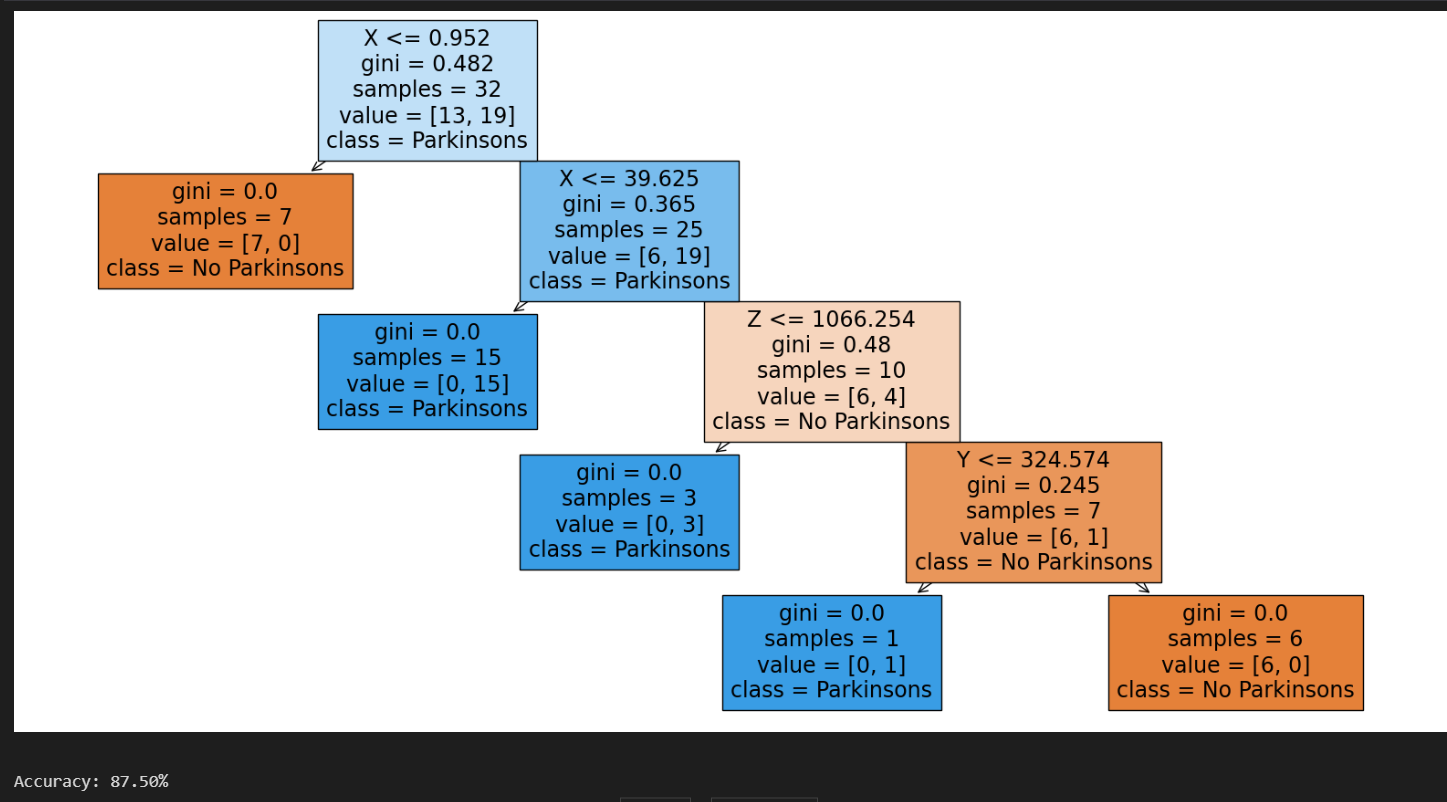 X <= 0.952
gini = 0.482
samples = 32
value = [13, 19]
class = Parkinsons
gini = 0.0
samples = 7
value = [7, 0]
class = No Parkinsons
X <= 39.625
gini = 0.365
samples = 25
value = [6, 19]
class = Parkinsons
gini = 0.0
samples = 15
value = [0, 15]
class = Parkinsons
Z <= 1066.254
gini = 0.48
samples = 10
value = [6, 4]
class = No Parkinsons
gini = 0.0
samples = 3
value = [0, 3]
class = Parkinsons
Y <= 324.574
gini = 0.245
samples = 7
value = [6, 1]
class = No Parkinsons
gini = 0.0
samples = 1
value = [0, 1]
class = Parkinsons
gini = 0.0
samples = 6
value = [6, 0]
class = No Parkinsons
Accuracy: 87.50%